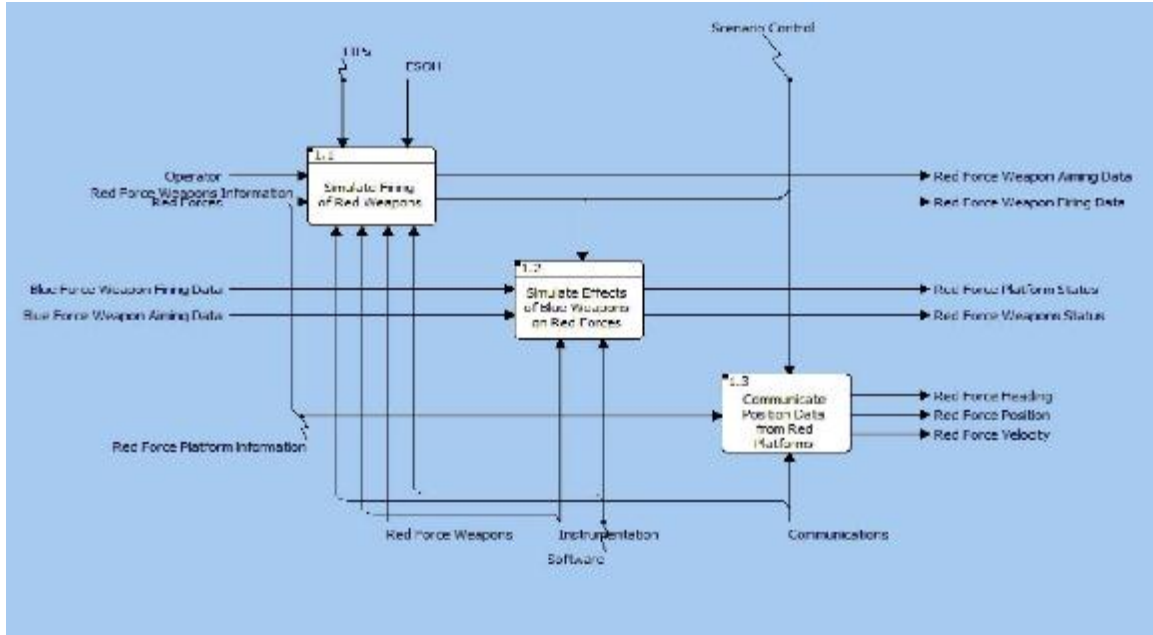 Scenario Control
ESOH
1.1
Simulate Firing
of Red Weapons
Operator
Red Force Weapons Information
Red Forces
Red Force Weapon Aiming Data
Red Force Weapon Firing Data
1.2
Simulate Effects
of Blue Weapons
on Red Forces
Blue Force Weapon Firing Data
Blue Force Weapon Aiming Data
Red Force Platform Status
Red Force Weapons Status
1.3
Communicate
Position Data
from Red
Platforms
Red Force Heading
Red Force Position
Red Force Velocity
Red Force Platform Information
Red Force Weapons
Instrumentation
Communications
Software